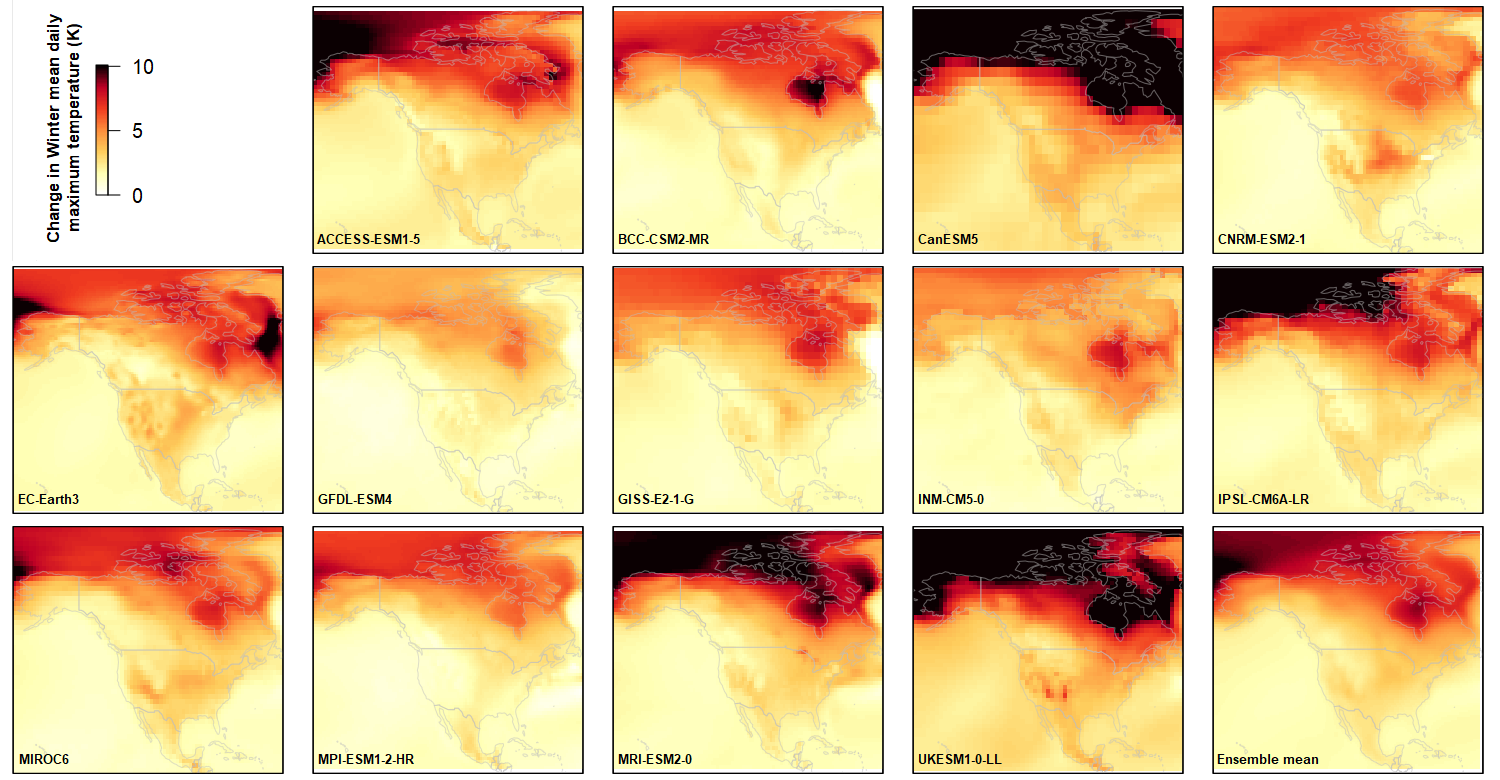 Change in Winter mean daily
maximum temperature (K)
10
5
0
ACCESS-ESM1-5
BCC-CSM2-MR
CanESM5
CNRM-ESM2-1
EC-Earth3
GFDL-ESM4
GISS-E2-1-G
INM-CM5-0
IPSL-CM6A-LR
MIROC6
MPI-ESM1-2-HR
MRI-ESM2-0
UKESM1-0-LL
Ensemble mean